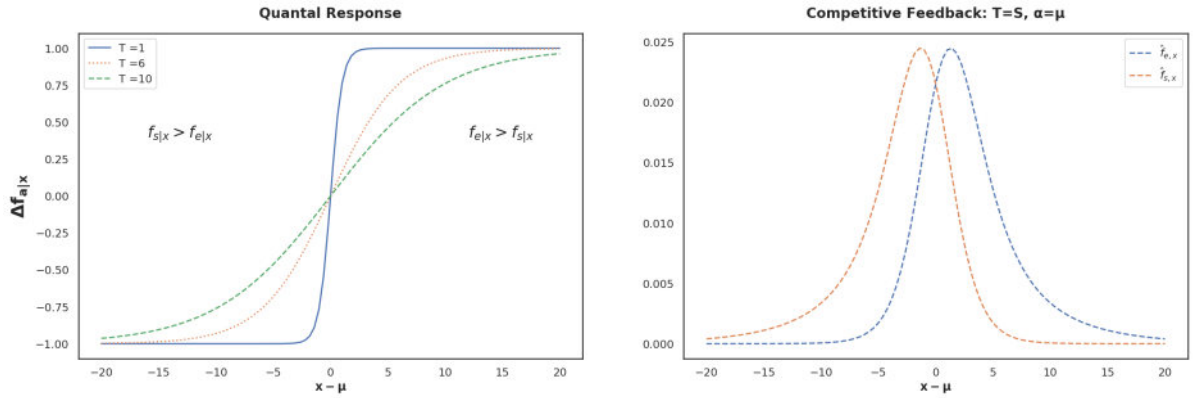 Quantal Response
1.00
0.75
0.50
0.25
0.00
−0.25
−0.50
−0.75
−1.00
Δf a|x
T =1
T =6
T =10
f s|x > f e|x
f e|x > f s|x
−20 −15 −10 −5 0 5 10 15 20
x − μ
Competitive Feedback: T=S, α=μ
0.025
0.020
0.015
0.010
0.005
0.000
f̂ e,x
f̂ s,x
−20 −15 −10 −5 0 5 10 15 20
x − μ